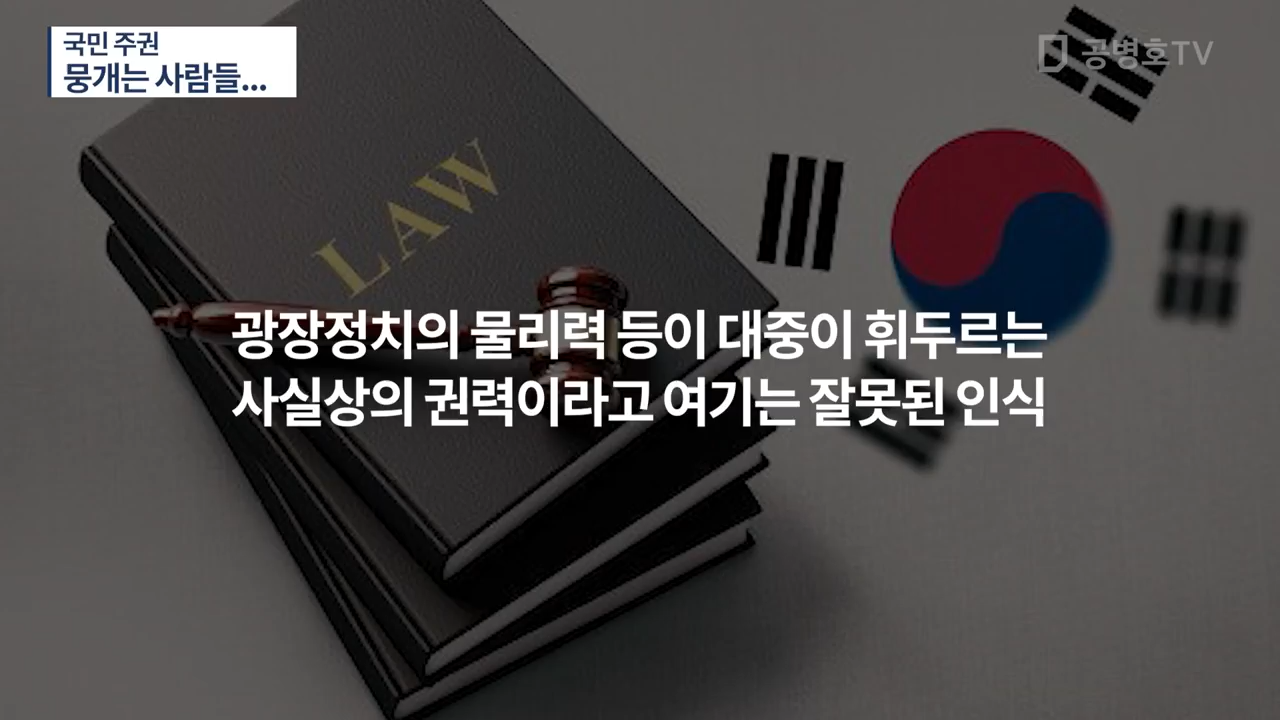 국민 주권
뭉개는 사람들...
공병호TV
LAW
광장정치의 물리력 등이 대중이 휘두르는
사실상의 권력이라고 여기는 잘못된 인식